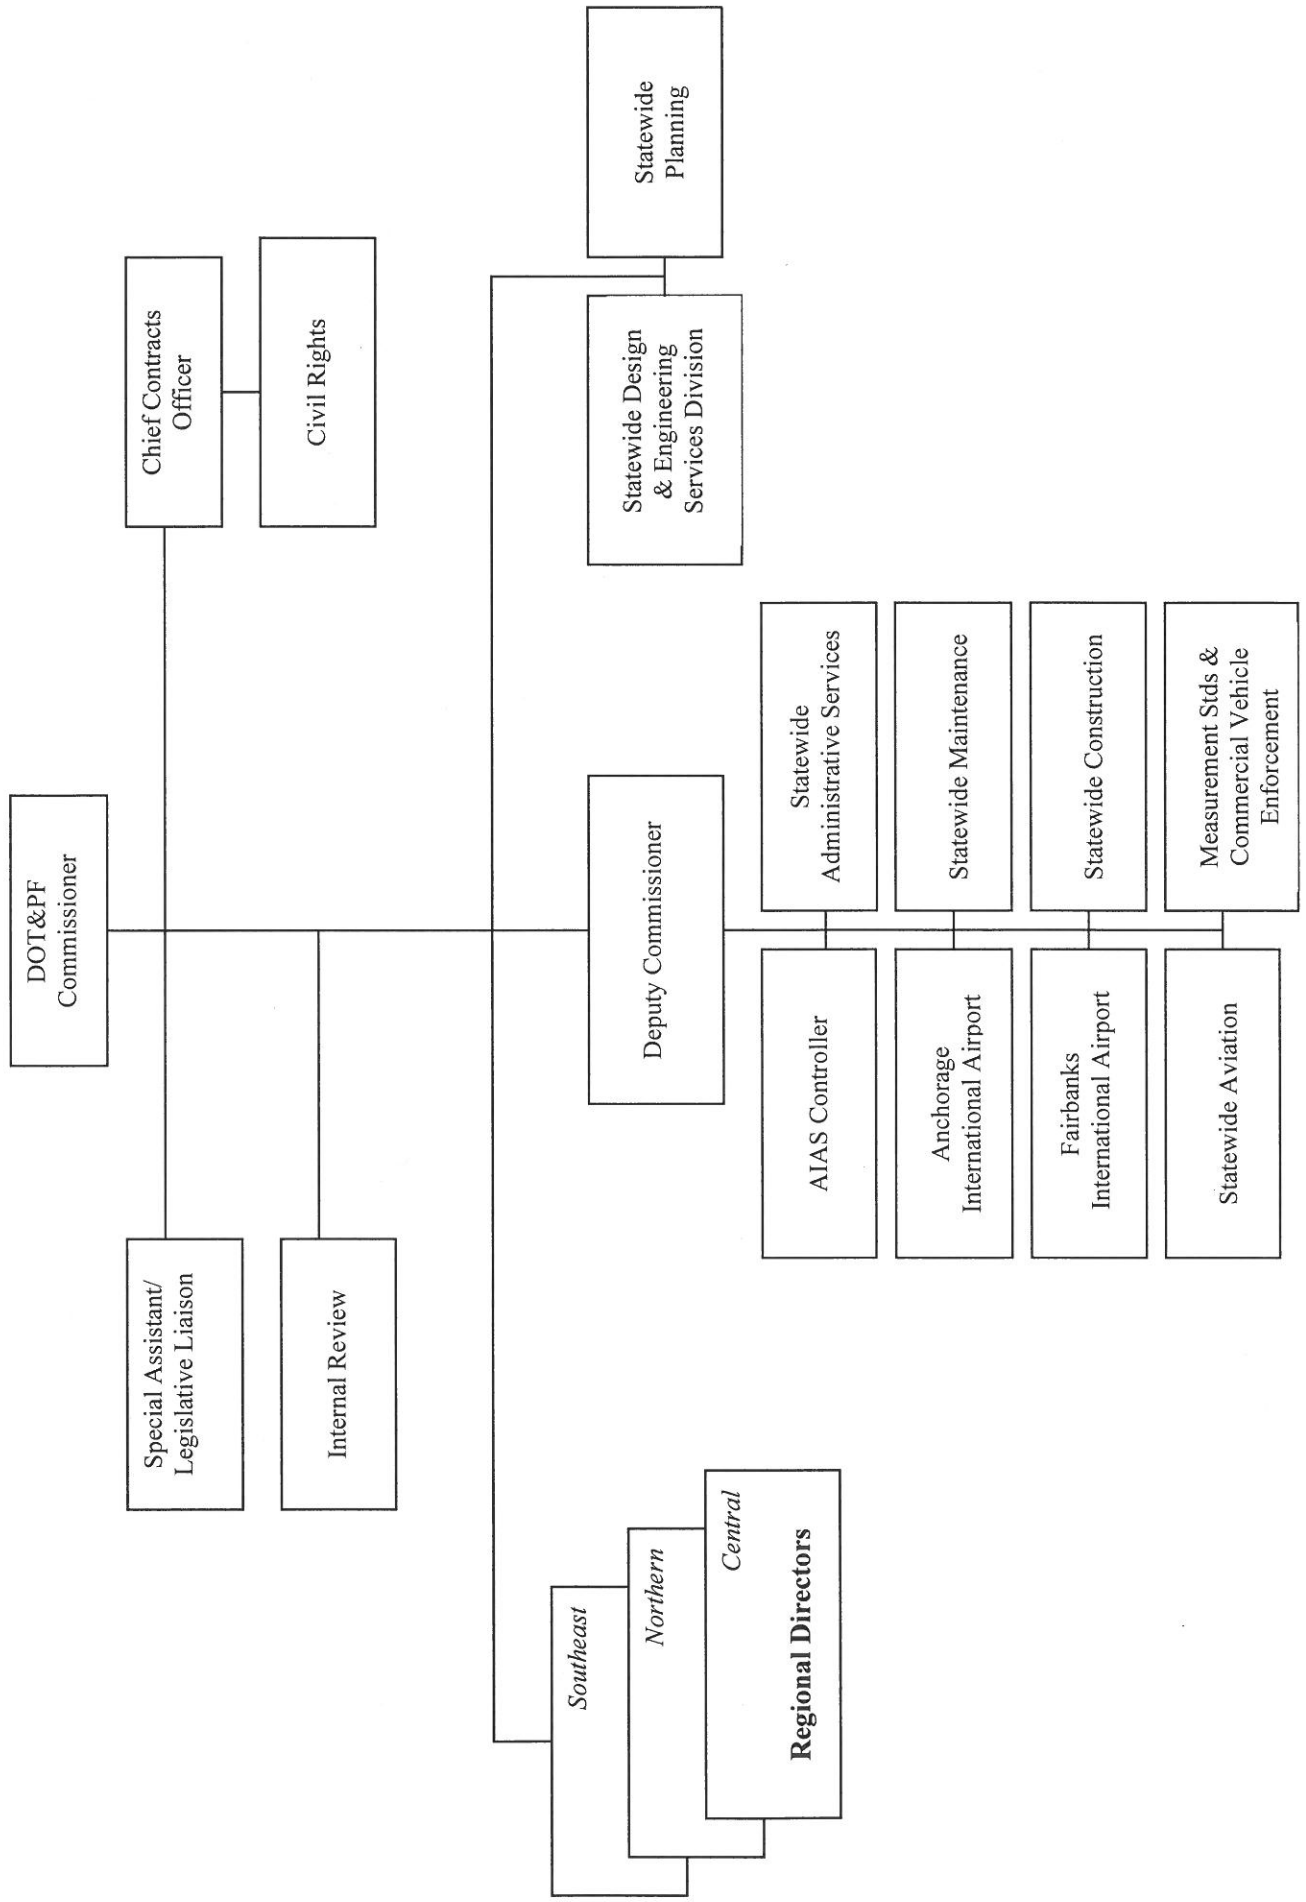 DOT&PF
Commissioner
Special Assistant/
Legislative Liaison
Chief Contracts
Officer
Internal Review
Civil Rights
Southeast
Northern
Central
Regional Directors
Deputy Commissioner
Statewide Design
& Engineering
Services Division
Statewide
Planning
AIAS Controller
Statewide
Administrative Services
Anchorage
International Airport
Statewide Maintenance
Fairbanks
International Airport
Statewide Construction
Statewide Aviation
Measurement Stds &
Commercial Vehicle
Enforcement